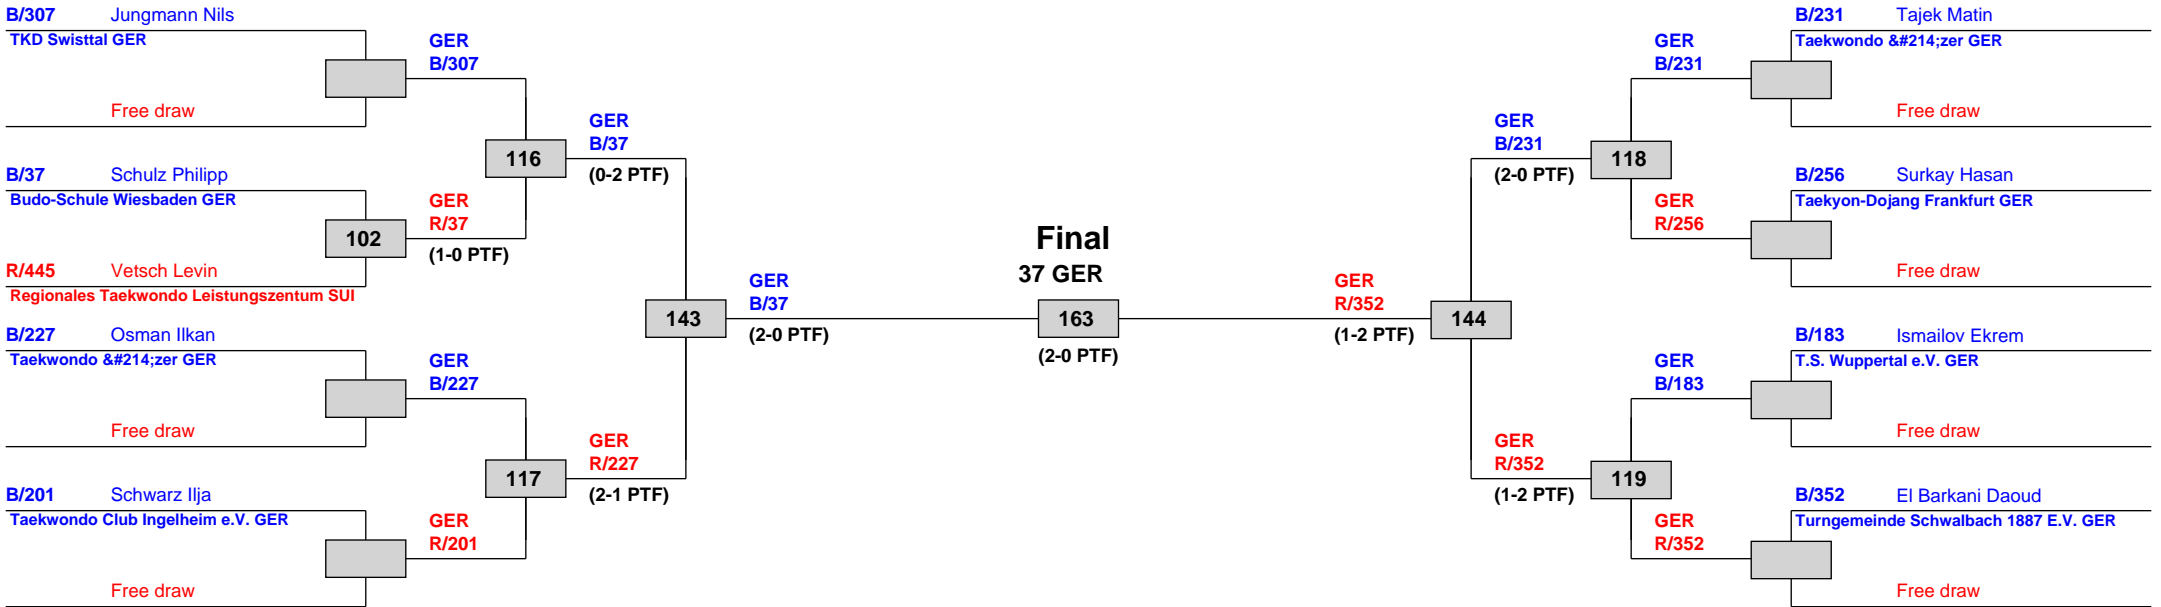 B/307 Jungmann Nils
TKD Swisttal GER
Free draw
GER
B/307
B/37 Schulz Philipp
Budo-Schule Wiesbaden GER
102
R/445 Vetsch Levin
Regionales Taekwondo Leistungszentum SUI
GER
R/37
(1-0 PTF)
116
GER
B/37
(0-2 PTF)
B/227 Osman Ilkan
Taekwondo &#214;zer GER
Free draw
GER
B/227
B/201 Schwarz Ilja
Taekwondo Club Ingelheim e.V. GER
Free draw
GER
R/201
117
GER
R/227
(2-1 PTF)
143
GER
B/37
(2-0 PTF)
Final
37 GER
163
(2-0 PTF)
GER
R/352
(1-2 PTF)
144
GER
B/231
(2-0 PTF)
118
GER
B/231
B/231 Tajek Matin
Taekwondo &#214;zer GER
Free draw
GER
R/256
B/256 Surkay Hasan
Taekyon-Dojang Frankfurt GER
Free draw
GER
R/352
(1-2 PTF)
119
GER
B/183
B/183 Ismailov Ekrem
T.S. Wuppertal e.V. GER
Free draw
GER
R/352
B/352 El Barkani Daoud
Turngemeinde Schwalbach 1887 E.V. GER
Free draw